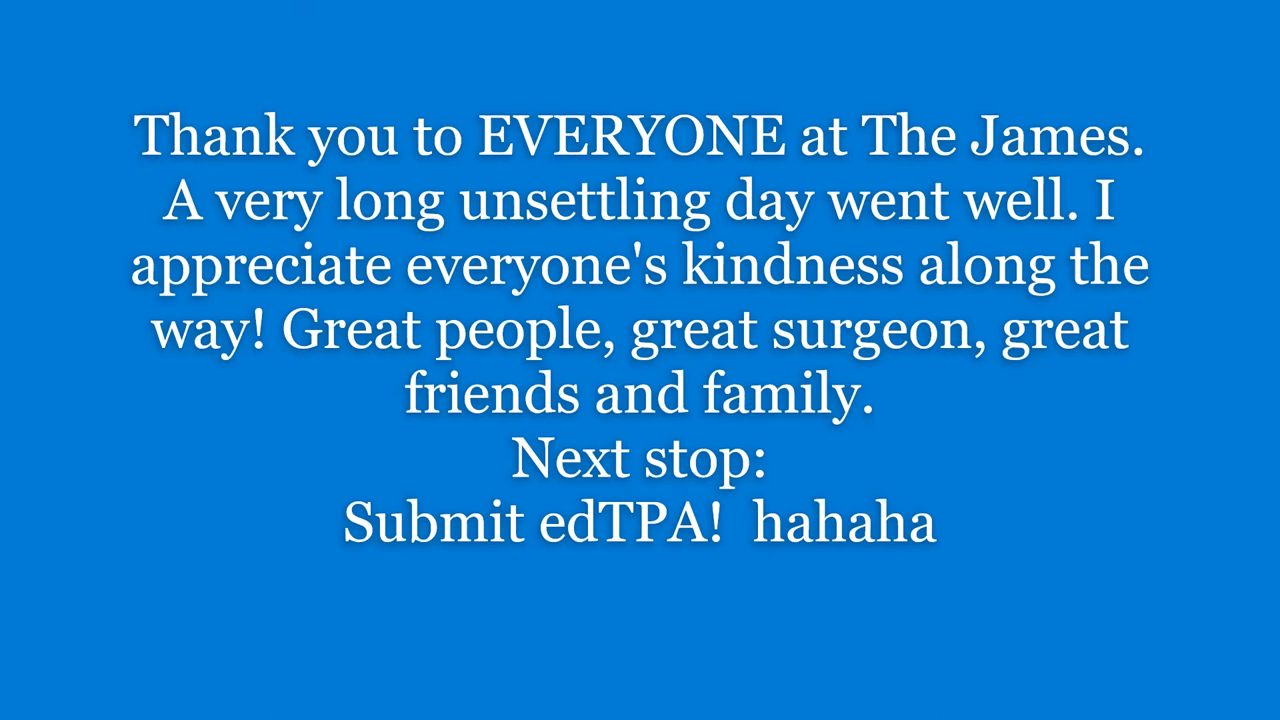 Thank you to EVERYONE at The James.
A very long unsettling day went well. I
appreciate everyone's kindness along the
way! Great people, great surgeon, great
friends and family.
Next stop:
Submit edTPA!  hahaha